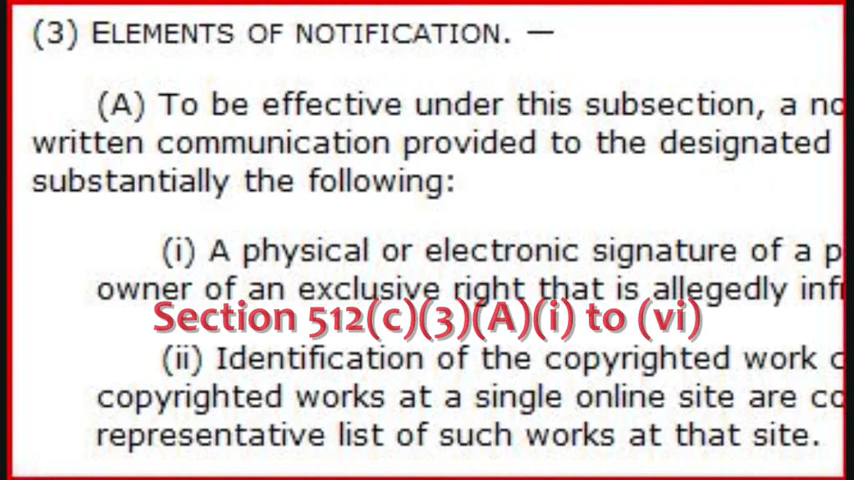 (3) ELEMENTS OF NOTIFICATION. —
(A) To be effective under this subsection, a no
written communication provided to the designated
substantially the following:
(i) A physical or electronic signature of a p
owner of an exclusive right that is allegedly infr
Section 512(c)(3)(A)(i) to (vi)
(ii) Identification of the copyrighted work c
copyrighted works at a single online site are co
representative list of such works at that site.